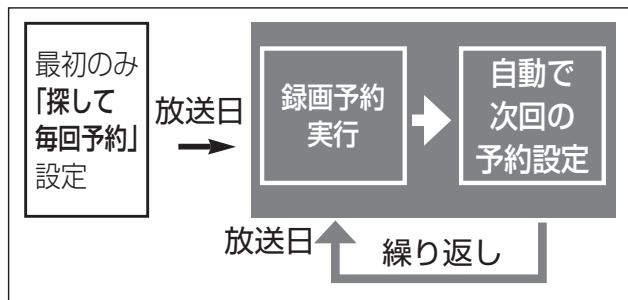 最初のみ
「探して
毎回予約」
設定
放送日
録画予約
実行
自動で
次回の
予約設定
放送日
繰り返し